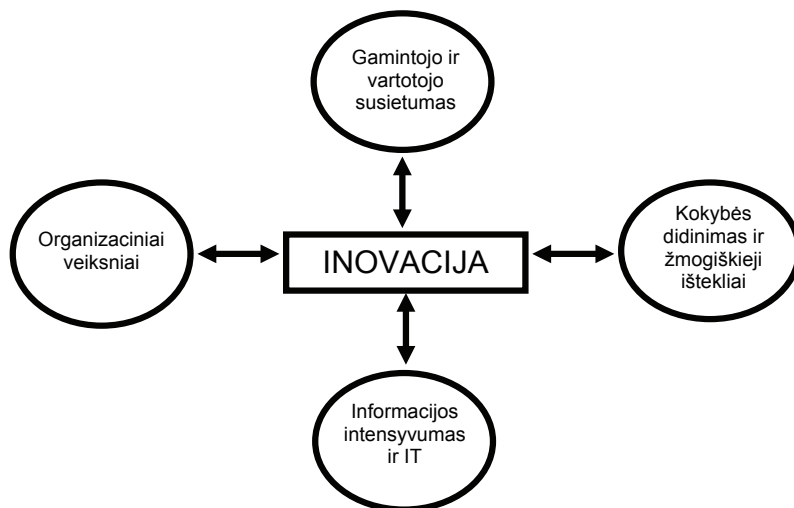 Gamintojo ir
vartotojo
susietumas
Organizaciniai
veiksniai
INOVACIJA
Kokybės
didinimas ir
žmogiškieji
ištekliai
Informacijos
intensyvumas
ir IT